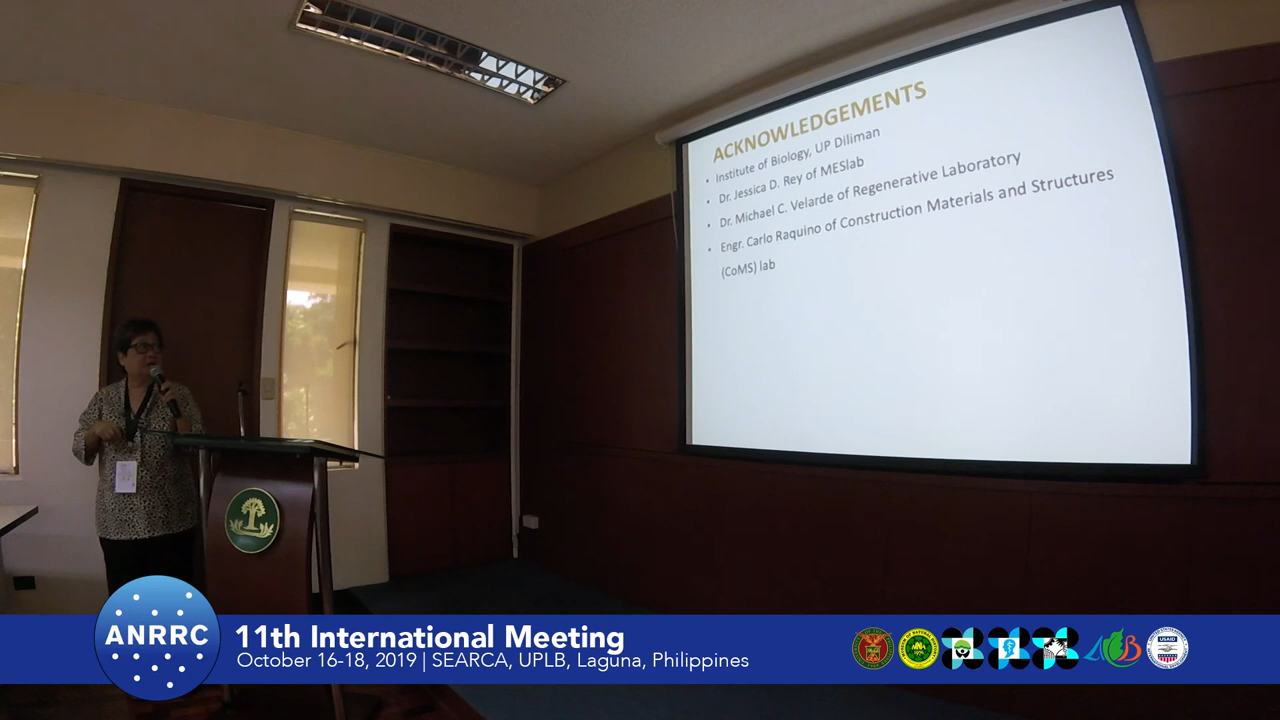 ACKNOWLEDGEMENTS
• Institute of Biology, UP Diliman
• Dr. Jessica D. Rey of MESlab
• Dr. Michael C. Velarde of Regenerative Laboratory
• Engr. Carlo Raquino of Construction Materials and Structures
(CoMS) lab
ANRRC
11th International Meeting
October 16-18, 2019 | SEARCA, UPLB, Laguna, Philippines
USAID